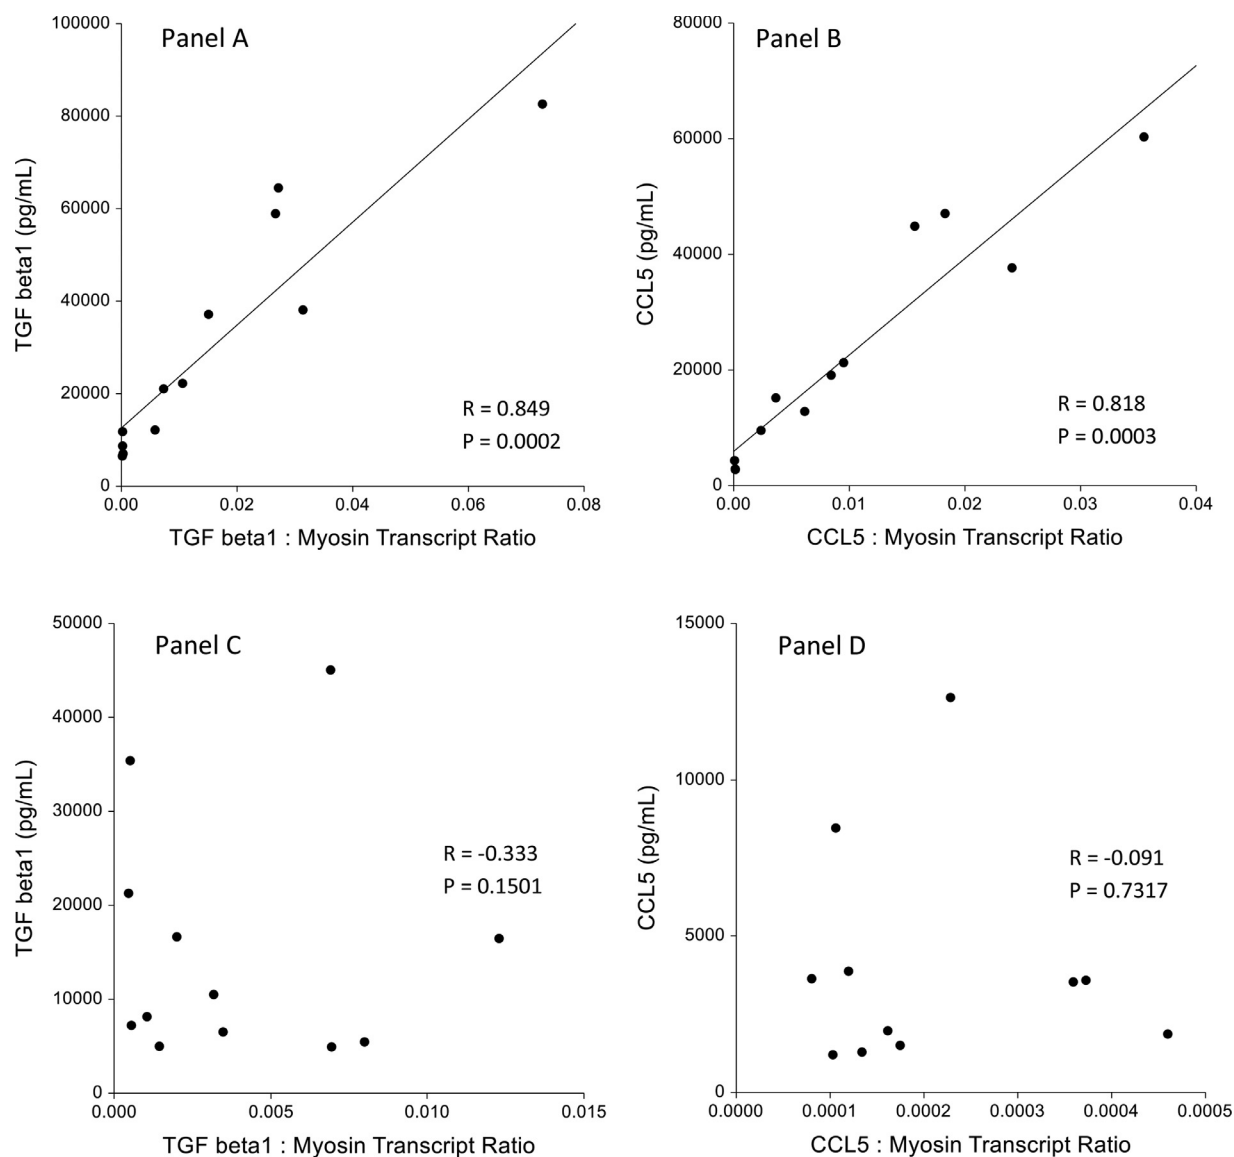 Panel A
100000
80000
60000
40000
20000
0
TGF beta1 (pg/mL)
R = 0.849
P = 0.0002
0.00 0.02 0.04 0.06 0.08
TGF beta1 : Myosin Transcript Ratio
Panel B
80000
60000
40000
20000
0
CCL5 (pg/mL)
R = 0.818
P = 0.0003
0.00 0.01 0.02 0.03 0.04
CCL5 : Myosin Transcript Ratio
Panel C
50000
40000
30000
20000
10000
0
TGF beta1 (pg/mL)
R = -0.333
P = 0.1501
0.000 0.005 0.010 0.015
TGF beta1 : Myosin Transcript Ratio
Panel D
15000
10000
5000
0
CCL5 (pg/mL)
R = -0.091
P = 0.7317
0.0000 0.0001 0.0002 0.0003 0.0004 0.0005
CCL5 : Myosin Transcript Ratio